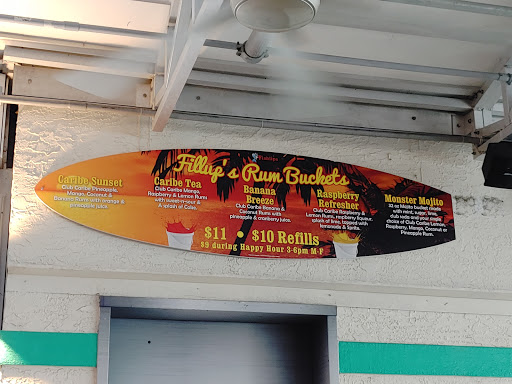 Fillup's Rum Buckets
Caribe Sunset
Club Caribe Pineapple,
Mango, Coconut &
Banana Rums with orange &
pineapple juice.
Caribe Tea
Club Caribe Mango,
Raspberry & Lemon Rums
with sweet-n-sour &
a splash of Coke.
Banana
Breeze
Club Caribe Banana &
Coconut Rums with
pineapple & cranberry juice.
Raspberry
Refresher
Club Caribe Raspberry &
Lemon Rums, raspberry liqueur,
splash of lime, topped with
lemonade & Sprite.
Monster Mojito
32 oz Mojito bucket made
with mint, sugar, lime,
club soda and your
choice of Club Caribe Lemon,
Raspberry, Mango, Coconut or
Pineapple Rum.
$11 • $10 Refills
$9 during Happy Hour 3-6pm M-F